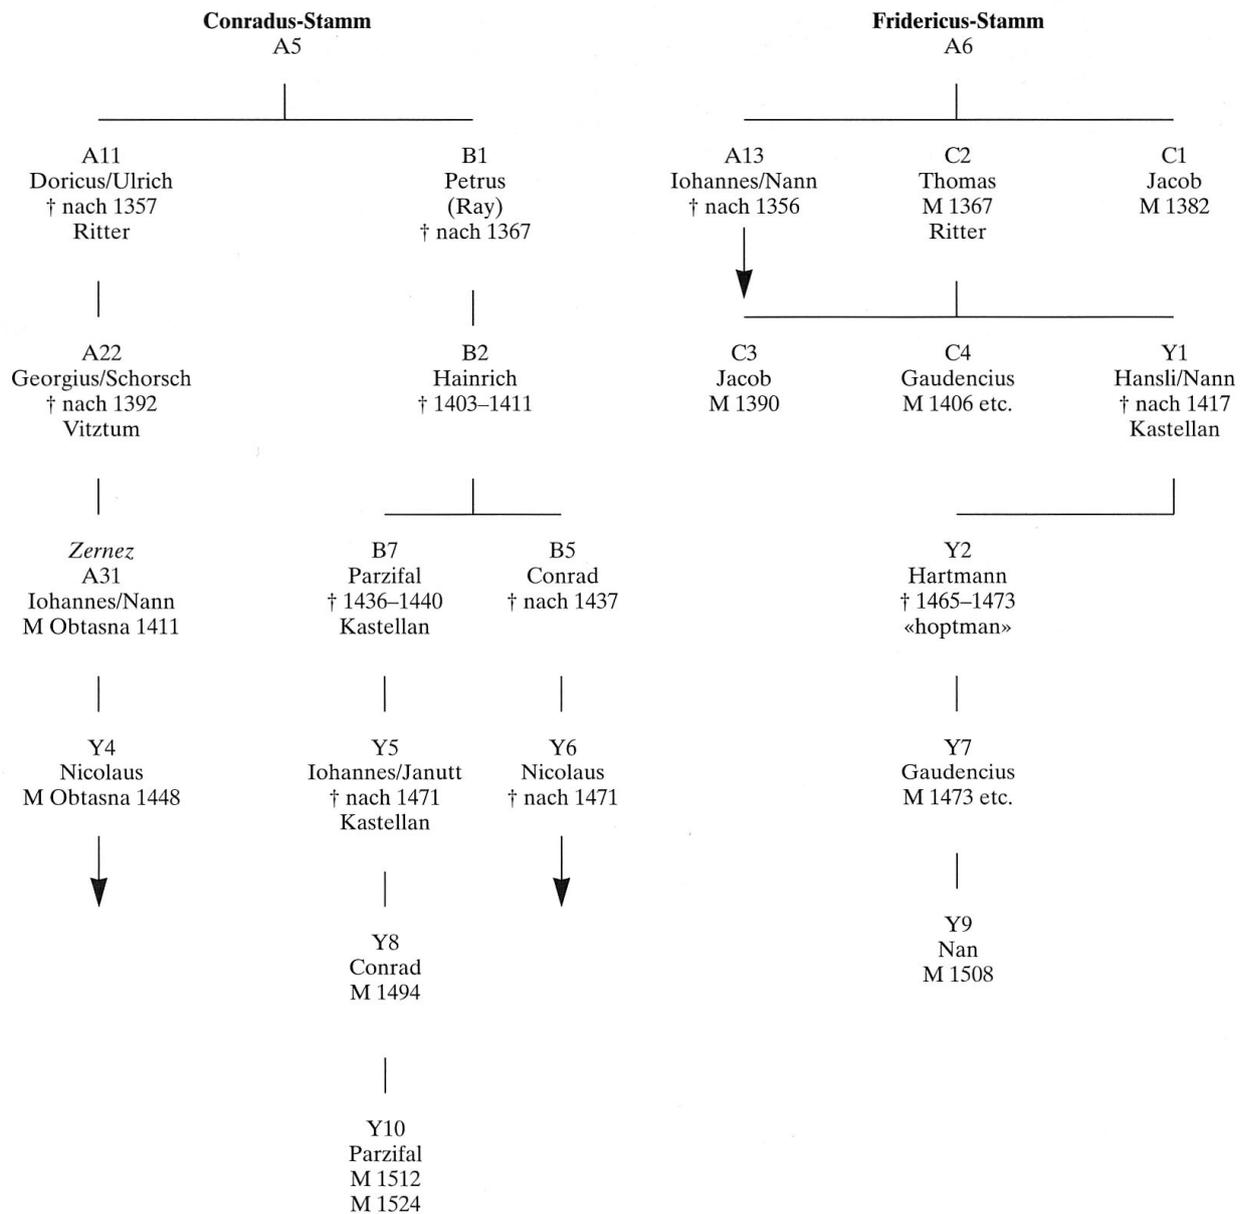 Conradus-Stamm
A5
Fridericus-Stamm
A6
A11
Doricus/Ulrich
† nach 1357
Ritter
B1
Petrus
(Ray)
† nach 1367
A13
Iohannes/Nann
† nach 1356
C2
Thomas
M 1367
Ritter
C1
Jacob
M 1382
A22
Georgius/Schorsch
† nach 1392
Vitztum
B2
Hainrich
† 1403–1411
C3
Jacob
M 1390
C4
Gaudencius
M 1406 etc.
Y1
Hansli/Nann
† nach 1417
Kastellan
Zernez
A31
Iohannes/Nann
M Obtasna 1411
B7
Parzifal
† 1436–1440
Kastellan
B5
Conrad
† nach 1437
Y2
Hartmann
† 1465–1473
«hoptman»
Y4
Nicolaus
M Obtasna 1448
Y5
Iohannes/Janutt
† nach 1471
Kastellan
Y6
Nicolaus
† nach 1471
Y7
Gaudencius
M 1473 etc.
Y8
Conrad
M 1494
Y9
Nan
M 1508
Y10
Parzifal
M 1512
M 1524